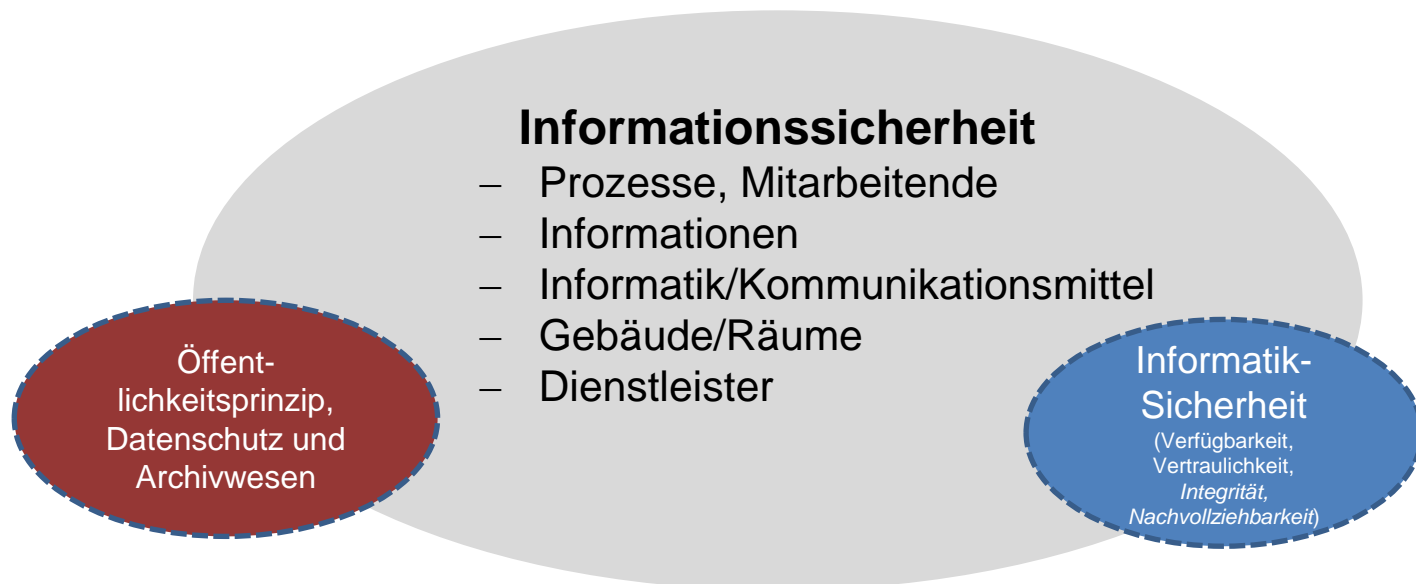 Informationssicherheit
– Prozesse, Mitarbeitende
– Informationen
– Informatik/Kommunikationsmittel
– Gebäude/Räume
– Dienstleister
Öffent-
lichkeitsprinzip,
Datenschutz und
Archivwesen
Informatik-
Sicherheit
(Verfügbarkeit,
Vertraulichkeit,
Integrität,
Nachvollziehbarkeit)